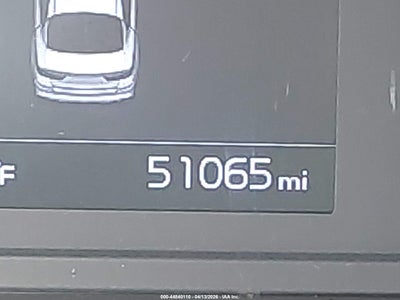 °F 51065 mi
000-44840110 - 04/13/2026 - IAA Inc.